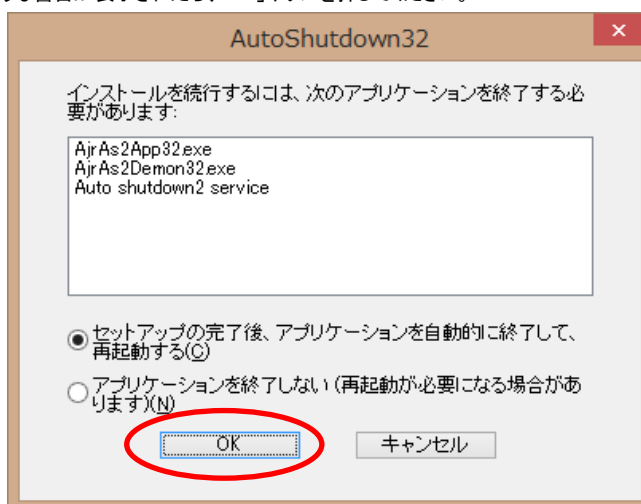 AutoShutdown32
インストールを続行するには、次のアプリケーションを終了する必
要があります:
AjrAs2App32.exe
AjrAs2Demon32.exe
Auto shutdown2 service
セットアップの完了後、アプリケーションを自動的に終了して、
再起動する(C)
アプリケーションを終了しない (再起動が必要になる場合があ
ります)(N)
OK
キャンセル